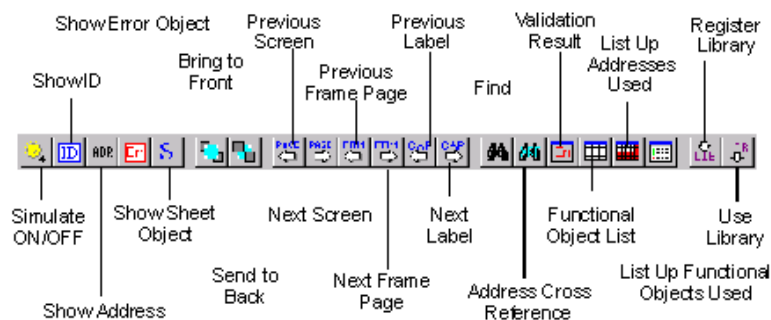 Show Error Object
Previous
Screen
Previous
Label
Validation
Result
Register
Library
ShowID
Bring to
Front
Previous
Frame Page
Find
List Up
Addresses
Used
ID
ADR
Er
S
PAGE
PAGE
CAP
CAP
LIB
Simulate
ON/OFF
Show Sheet
Object
Next Screen
Next
Label
Functional
Object List
Use
Library
Show Address
Send to
Back
Next Frame
Page
Address Cross
Reference
List Up Functional
Objects Used